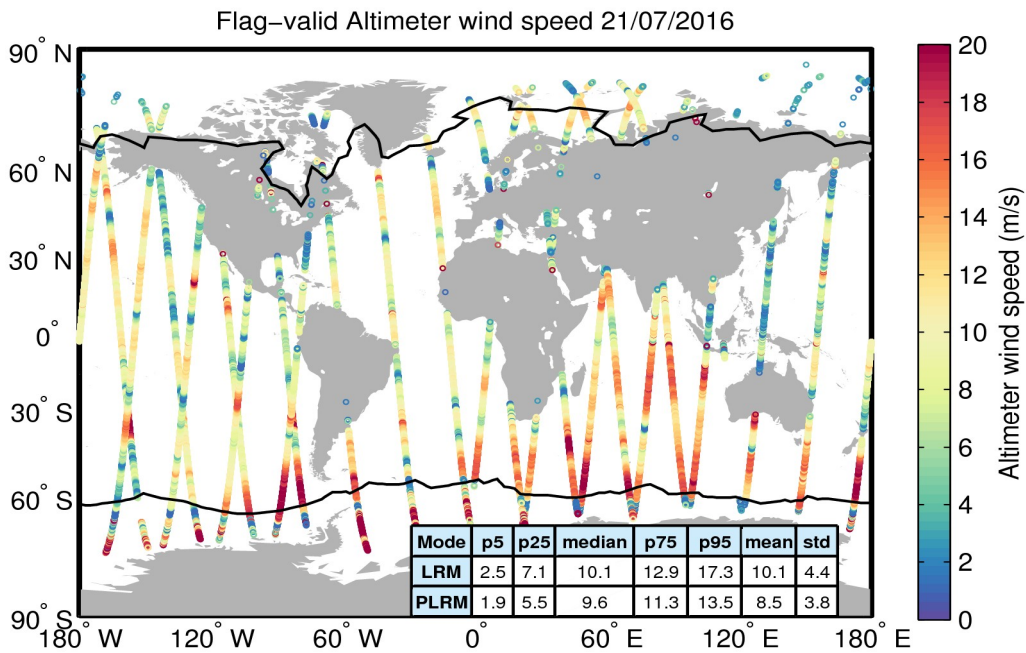 Flag−valid Altimeter wind speed 21/07/2016
90° N
60° N
30° N
0°
30° S
60° S
90° S
180° W
120° W
60° W
0°
60° E
120° E
180° E
Mode p5 p25 median p75 p95 mean std
LRM 2.5 7.1 10.1 12.9 17.3 10.1 4.4
PLRM 1.9 5.5 9.6 11.3 13.5 8.5 3.8
20
18
16
14
12
10
8
6
4
2
0
Altimeter wind speed (m/s)